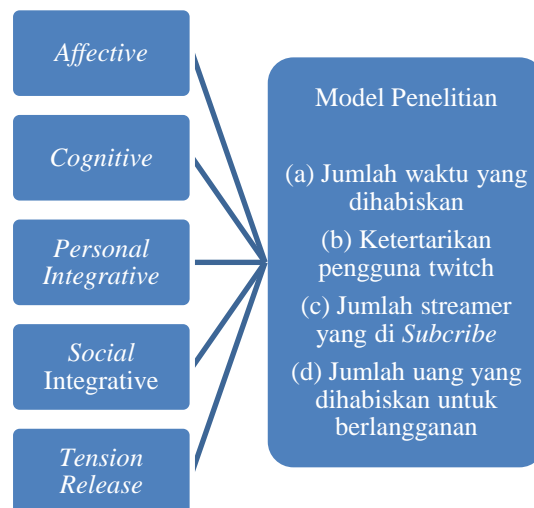 Affective
Cognitive
Personal
Integrative
Social
Integrative
Tension
Release
Model Penelitian
(a) Jumlah waktu yang
dihabiskan
(b) Ketertarikan
pengguna twitch
(c) Jumlah streamer
yang di Subcribe
(d) Jumlah uang yang
dihabiskan untuk
berlangganan